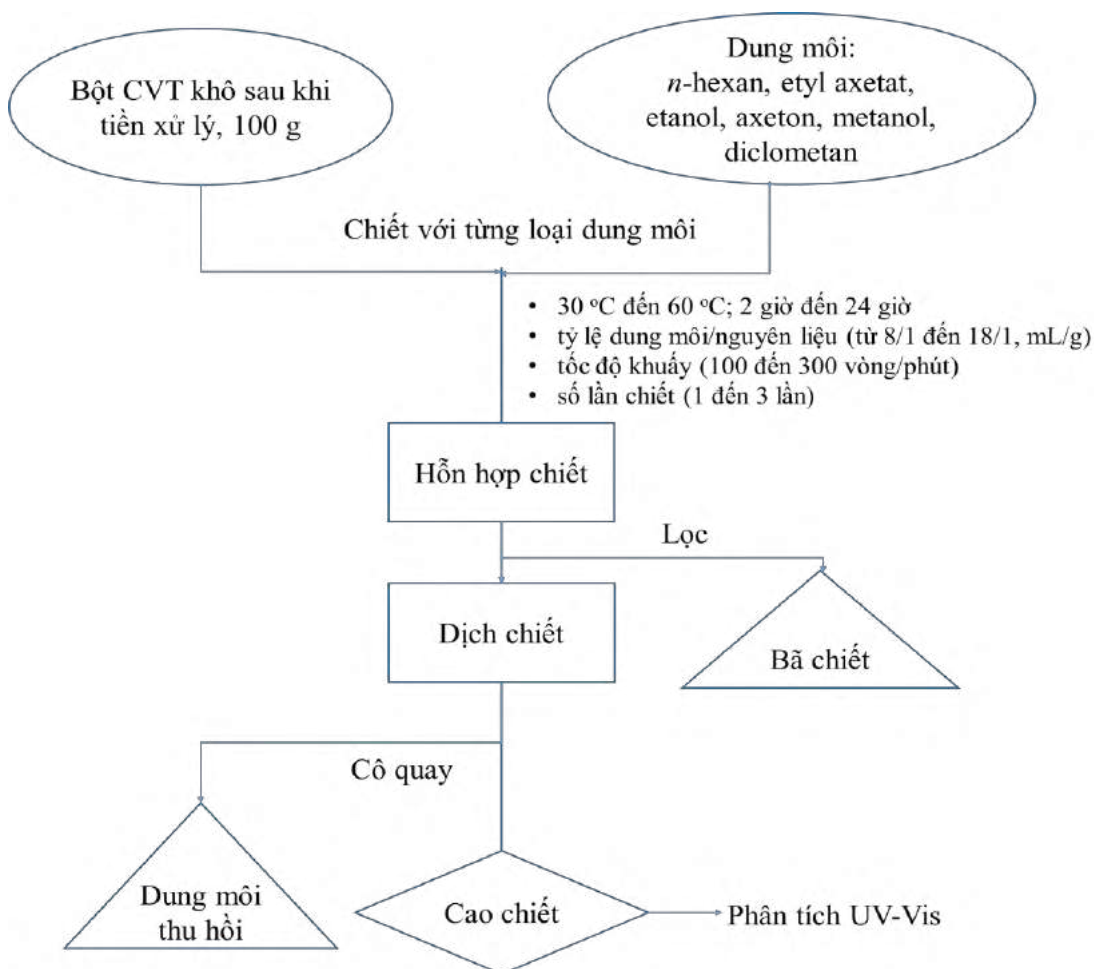 Bột CVT khô sau khi
tiền xử lý, 100 g
Dung môi:
n-hexan, etyl axetat,
etanol, axeton, metanol,
diclometan
Chiết với từng loại dung môi
• 30 °C đến 60 °C; 2 giờ đến 24 giờ
• tỷ lệ dung môi/nguyên liệu (từ 8/1 đến 18/1, mL/g)
• tốc độ khuấy (100 đến 300 vòng/phút)
• số lần chiết (1 đến 3 lần)
Hỗn hợp chiết
Lọc
Dịch chiết
Bã chiết
Cô quay
Dung môi
thu hồi
Cao chiết
Phân tích UV-Vis